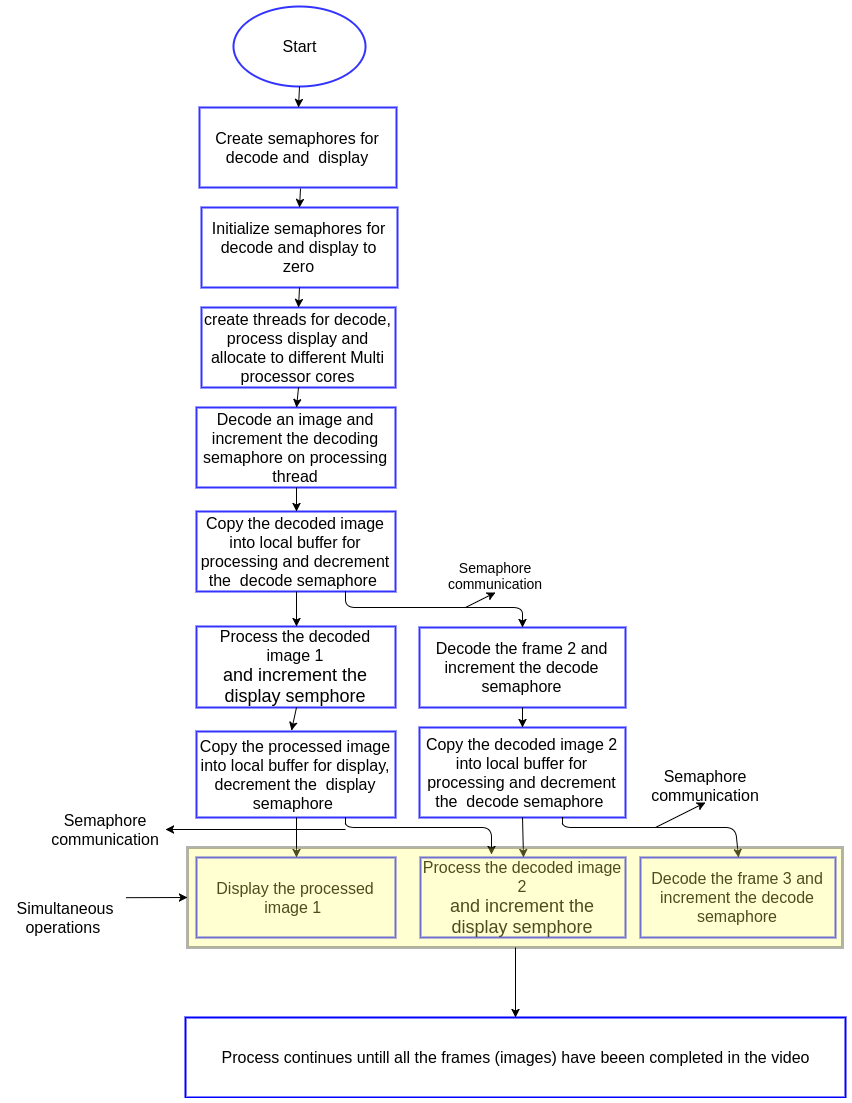 Start
Create semaphores for
decode and  display
Initialize semaphores for
decode and display to
zero
create threads for decode,
process display and
allocate to different Multi
processor cores
Decode an image and
increment the decoding
semaphore on processing
thread
Copy the decoded image
into local buffer for
processing and decrement
the  decode semaphore
Semaphore
communication
Process the decoded
image 1
and increment the
display semphore
Decode the frame 2 and
increment the decode
semaphore
Copy the processed image
into local buffer for display,
decrement the  display
semaphore
Copy the decoded image 2
into local buffer for
processing and decrement
the  decode semaphore
Semaphore
communication
Semaphore
communication
Simultaneous
operations
Display the processed
image 1
Process the decoded image
2
and increment the
display semphore
Decode the frame 3 and
increment the decode
semaphore
Process continues untill all the frames (images) have beeen completed in the video